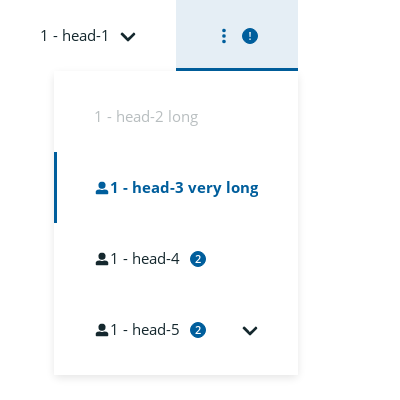 1 - head-1
!
1 - head-2 long
1 - head-3 very long
1 - head-4 2
1 - head-5 2